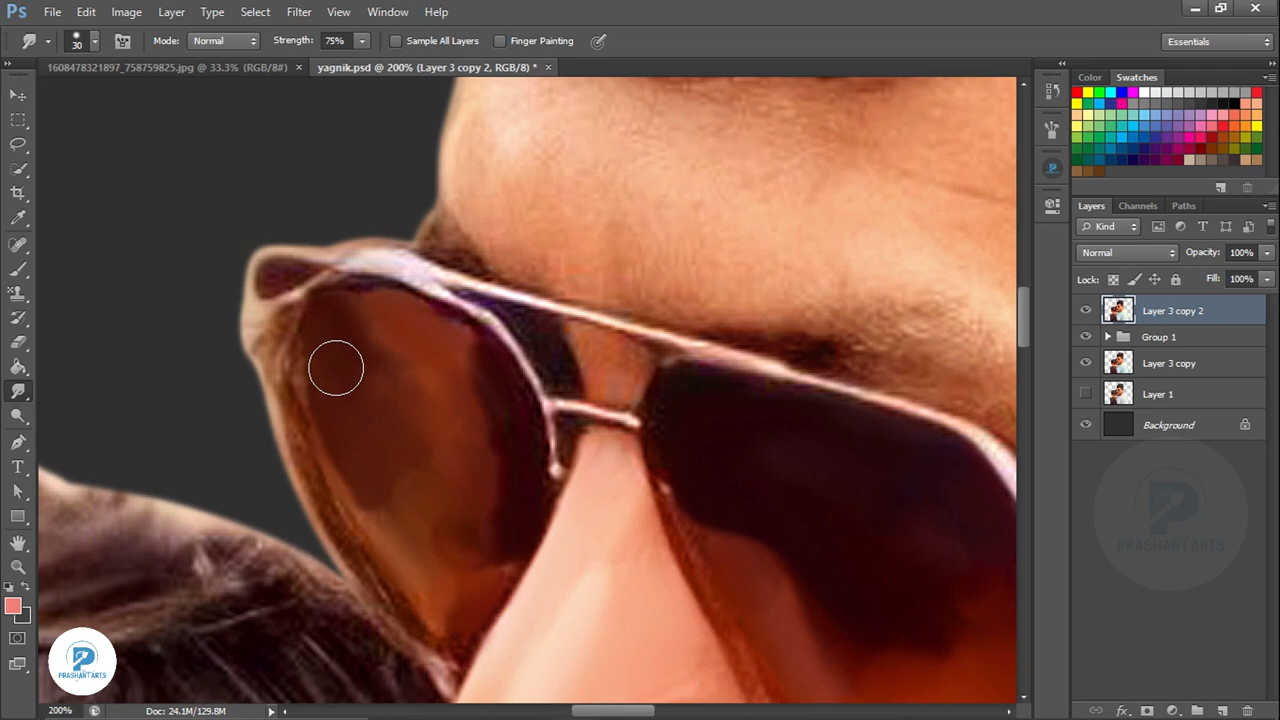 Ps File Edit Image Layer Type Select Filter View Window Help
30 Mode: Normal Strength: 75% Sample All Layers Finger Painting Essentials
1608478321897_758759825.jpg @ 33.3% (RGB/8#) × yagnik.psd @ 200% (Layer 3 copy 2, RGB/8) * ×
Color Swatches
Layers Channels Paths
Kind
Normal Opacity: 100%
Lock: Fill: 100%
Layer 3 copy 2
Group 1
Layer 3 copy
Layer 1
Background
PRASHANT ARTS
PRASHANT ARTS
200% Doc: 24.1M/129.8M